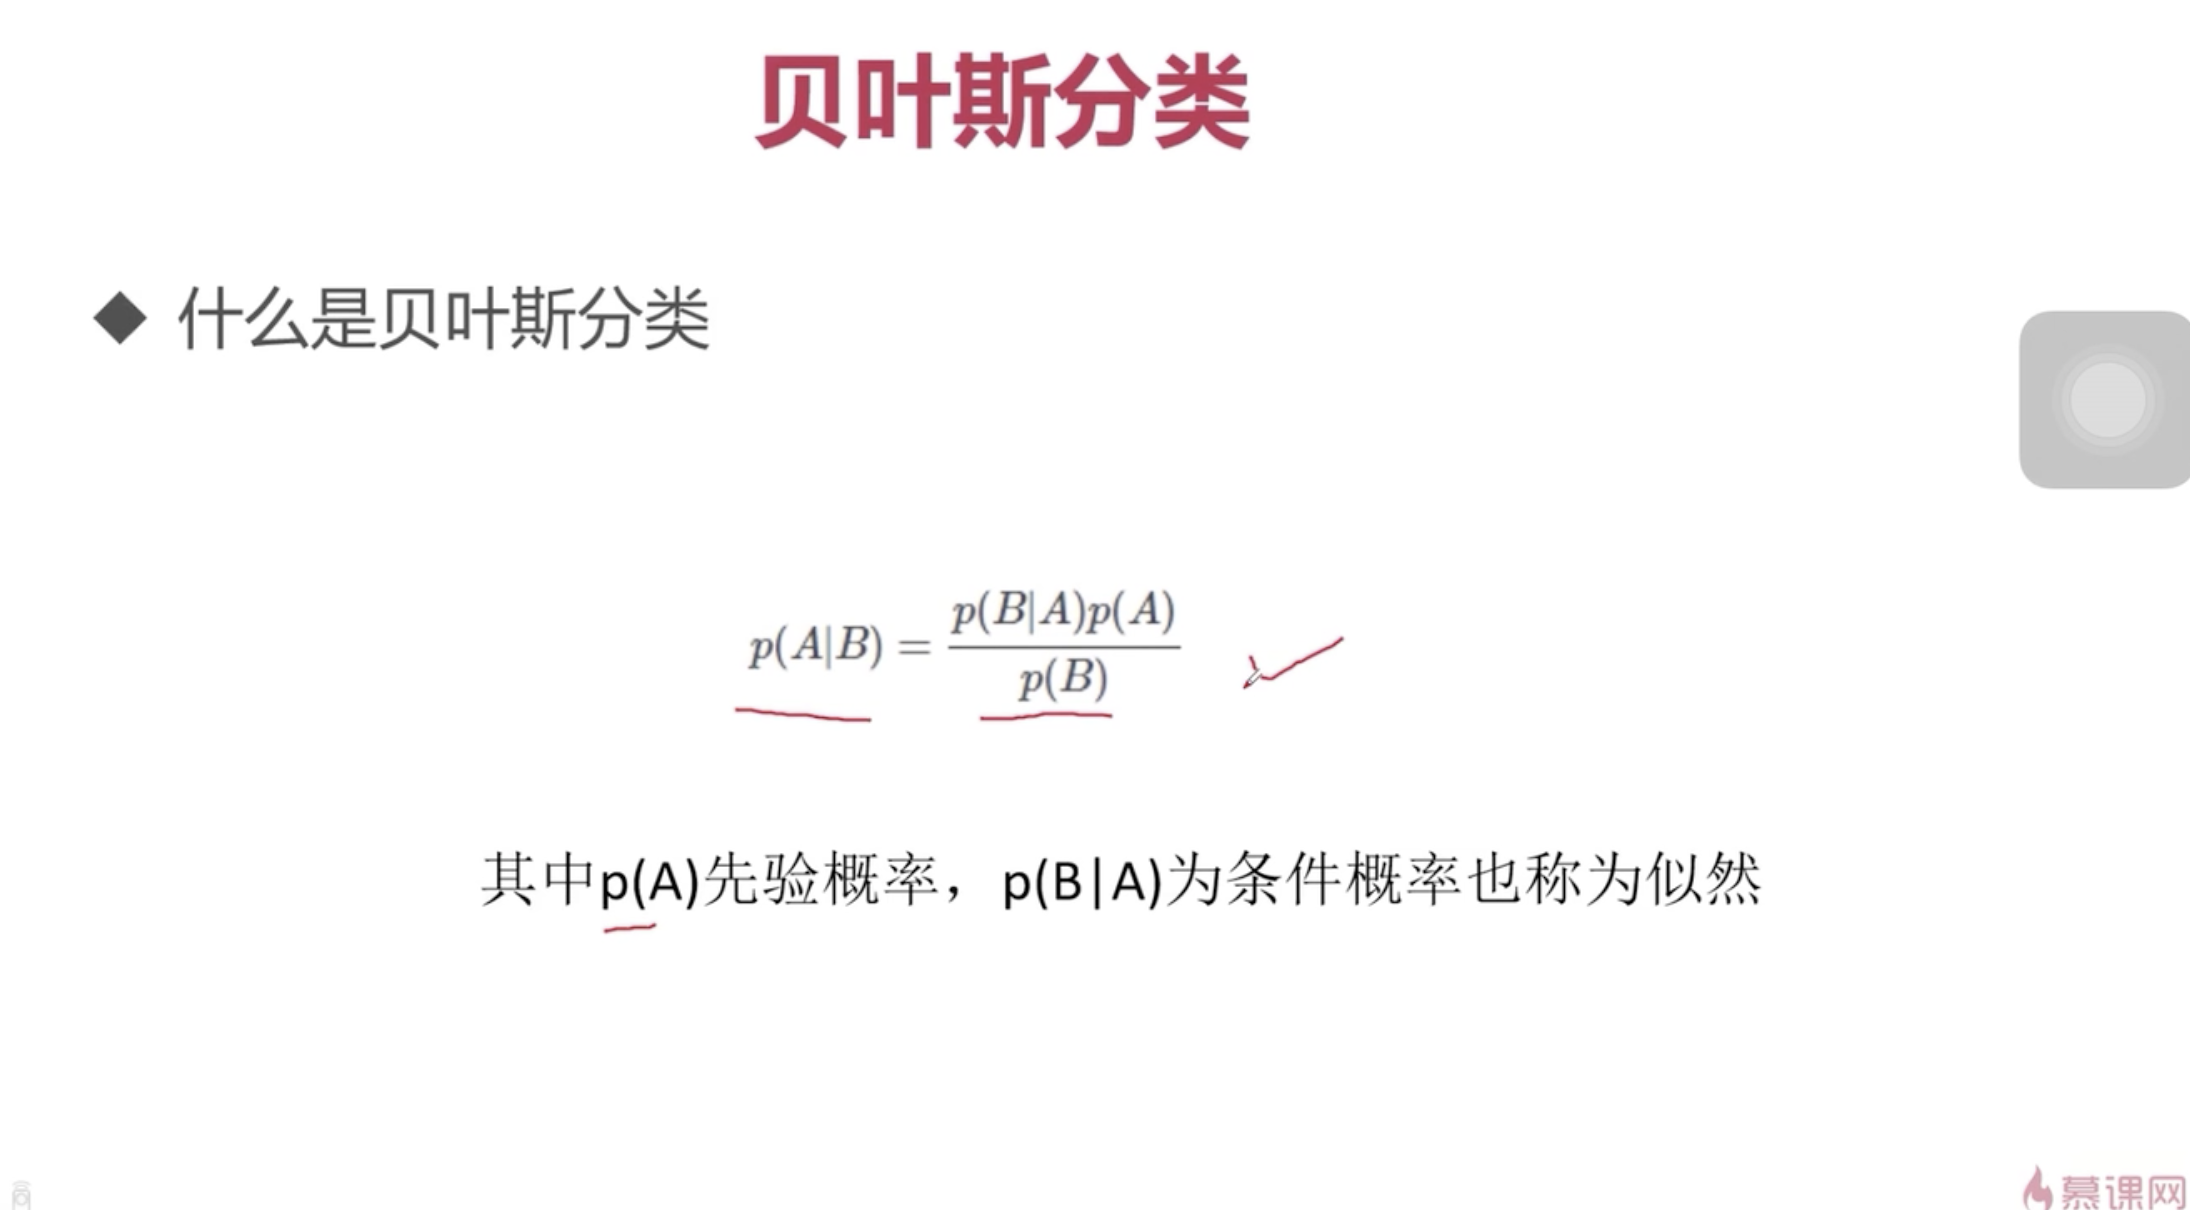 贝叶斯分类
◆ 什么是贝叶斯分类
p(A|B) = p(B|A)p(A) / p(B)
其中p(A)先验概率，p(B|A)为条件概率也称为似然
慕课网